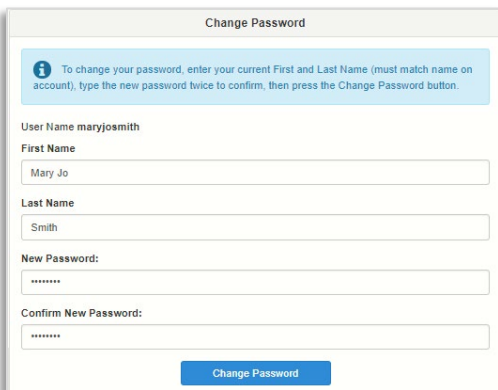 Change Password
To change your password, enter your current First and Last Name (must match name on
account), type the new password twice to confirm, then press the Change Password button.
User Name maryjosmith
First Name
Mary Jo
Last Name
Smith
New Password:
••••••••
Confirm New Password:
••••••••
Change Password